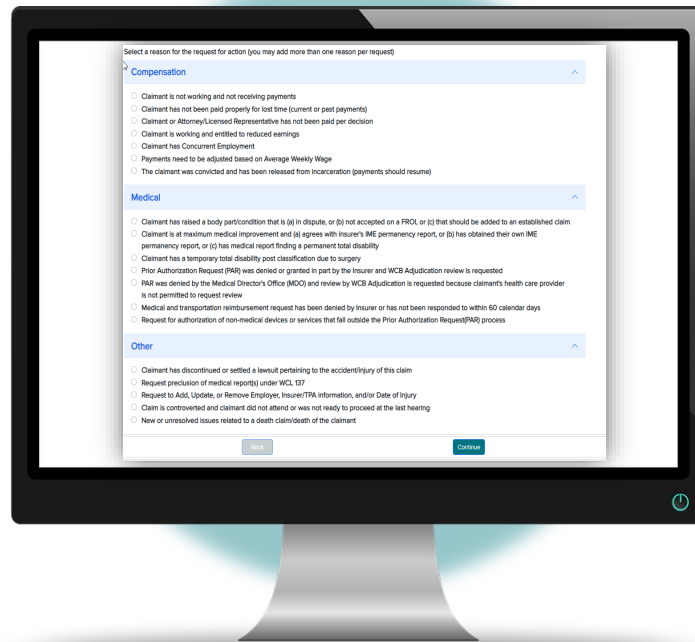 Select a reason for the request for action (you may add more than one reason per request)
Compensation
Claimant is not working and not receiving payments
Claimant has not been paid properly for lost time (current or past payments)
Claimant or Attorney/Licensed Representative has not been paid per decision
Claimant is working and entitled to reduced earnings
Claimant has Concurrent Employment
Payments need to be adjusted based on Average Weekly Wage
The claimant was convicted and has been released from incarceration (payments should resume)
Medical
Claimant has raised a body part/condition that is (a) in dispute, or (b) not accepted on a FROI, or (c) that should be added to an established claim
Claimant is at maximum medical improvement and (a) agrees with insurer's IME permanency report, or (b) has obtained their own IME
permanency report, or (c) has medical report finding a permanent total disability
Claimant has a temporary total disability post classification due to surgery
Prior Authorization Request (PAR) was denied or granted in part by the Insurer and WCB Adjudication review is requested
PAR was denied by the Medical Director's Office (MDO) and review by WCB Adjudication is requested because claimant's health care provider
is not permitted to request review
Medical and transportation reimbursement request has been denied by Insurer or has not been responded to within 60 calendar days
Request for authorization of non-medical devices or services that fall outside the Prior Authorization Request(PAR) process
Other
Claimant has discontinued or settled a lawsuit pertaining to the accident/injury of this claim
Request preclusion of medical report(s) under WCL 137
Request to Add, Update, or Remove Employer, Insurer/TPA information, and/or Date of Injury
Claim is controverted and claimant did not attend or was not ready to proceed at the last hearing
New or unresolved issues related to a death claim/death of the claimant
Back
Continue